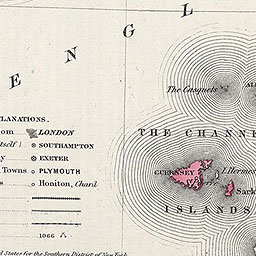 E N G L
The Casquets
PLANATIONS.
om LONDON
itself) SOUTHAMPTON
y EXETER
Towns PLYMOUTH
s Honiton, Chard
1066
THE CHANN
GUERNSEY
I. Herm
Sark
ISLANDS
d States for the Southern District of New York